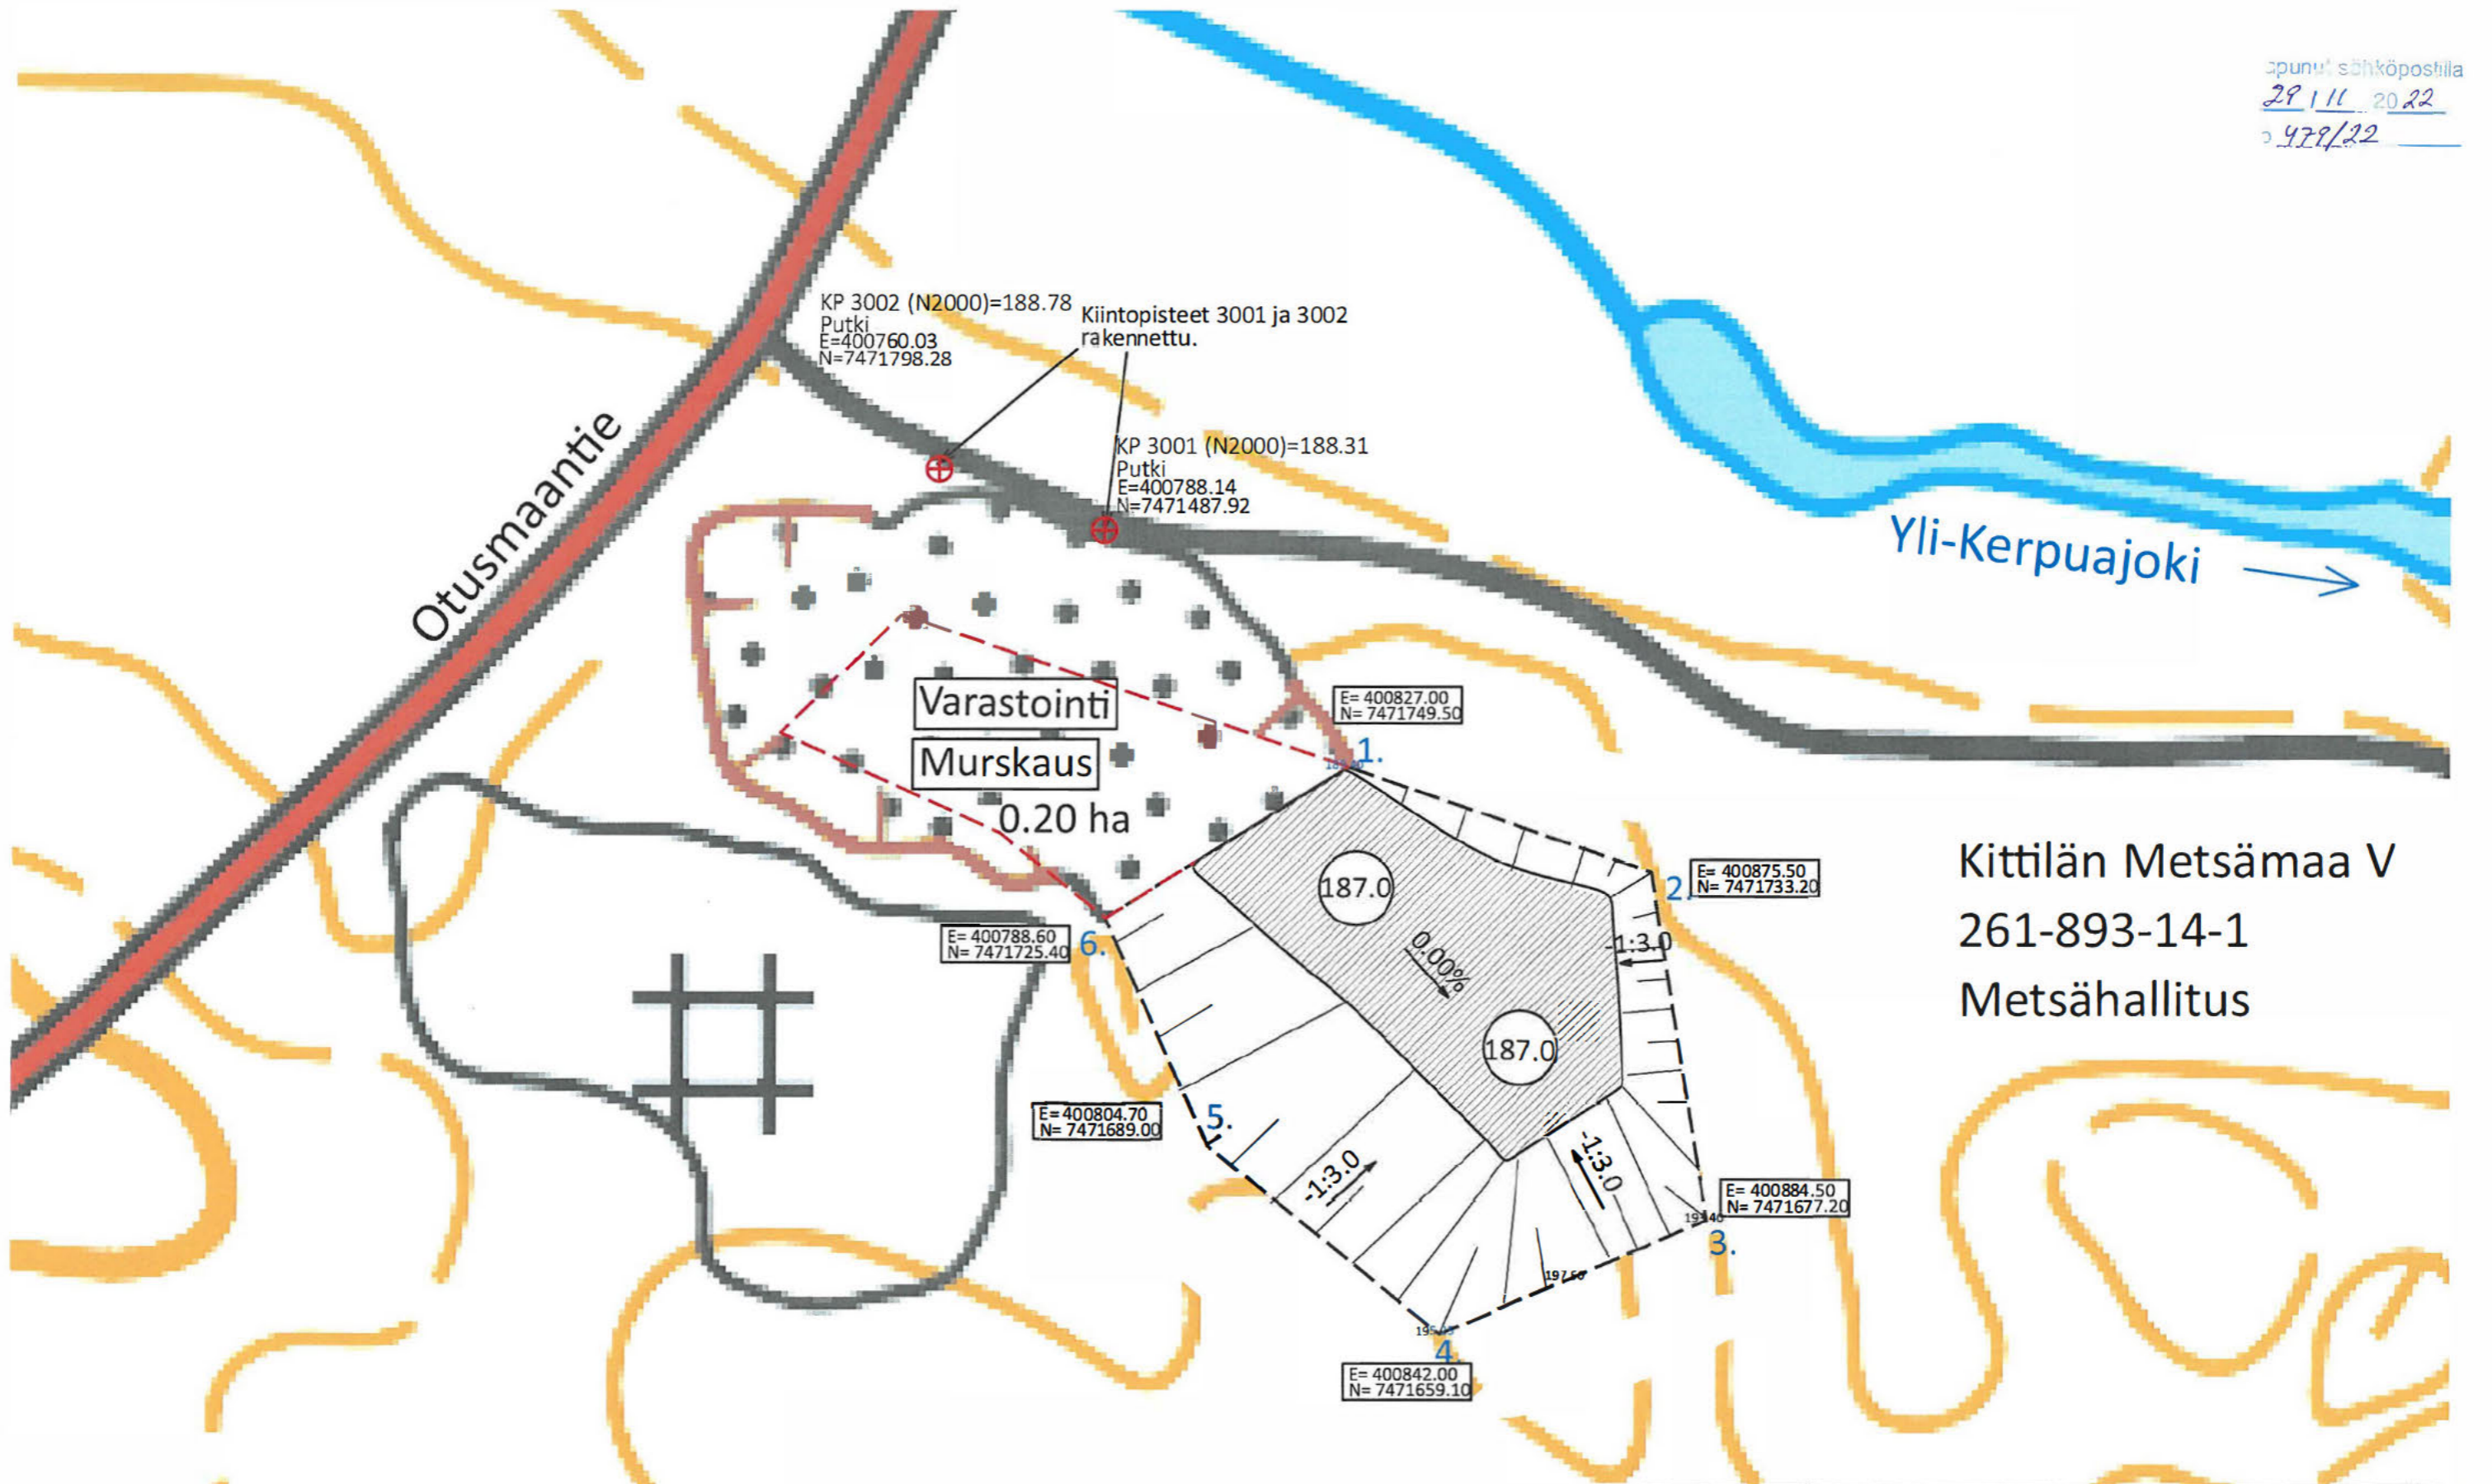 sähköpostilla
29 / 11 2022
479/22
KP 3002 (N2000)=188.78
Putki
E=400760.03
N=7471798.28
Kiintopisteet 3001 ja 3002
rakennettu.
KP 3001 (N2000)=188.31
Putki
E=400788.14
N=7471487.92
Otusmaantie
Yli-Kerpuajoki
Varastointi
Murskaus
0.20 ha
E= 400827.00
N= 7471749.50
1.
E= 400875.50
N= 7471733.20
2.
187.0
0.00%
-1:3.0
187.0
Kittilän Metsämaa V
261-893-14-1
Metsähallitus
E= 400788.60
N= 7471725.40
6.
E= 400804.70
N= 7471689.00
5.
-1:3.0
-1:3.0
E= 400884.50
N= 7471677.20
3.
197.60
4
E= 400842.00
N= 7471659.10